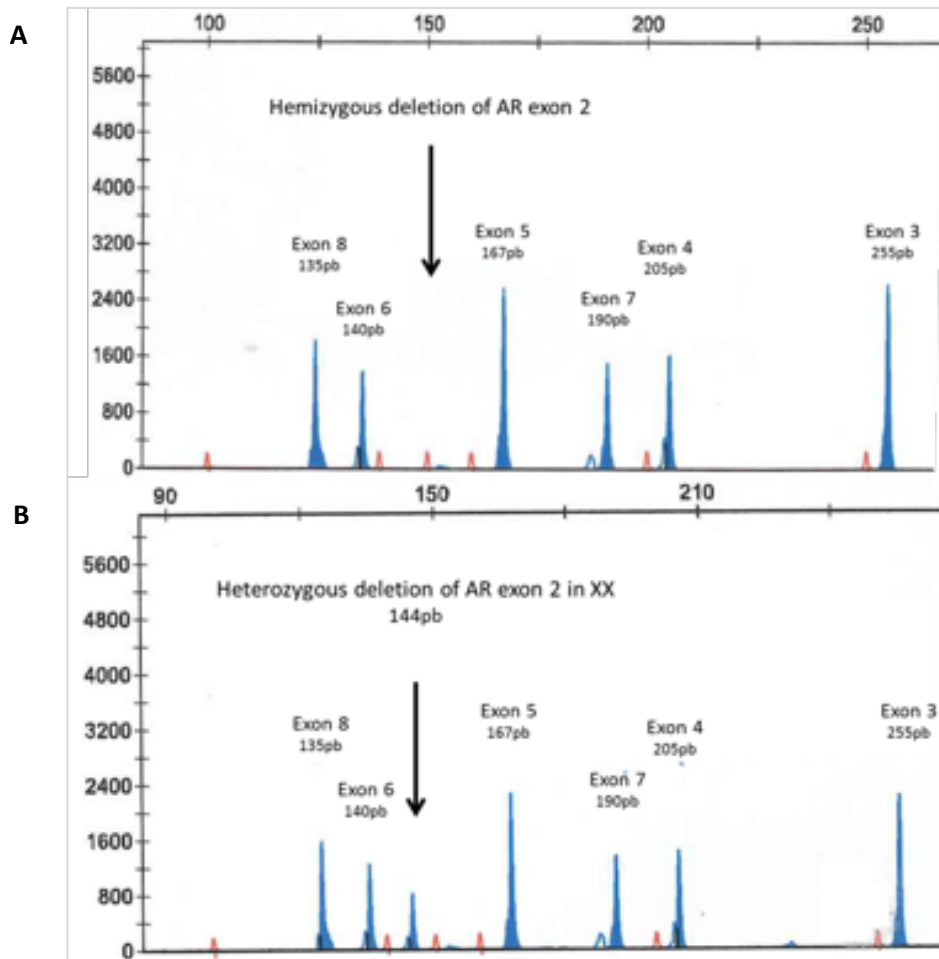 A
100 150 200 250
5600
4800
4000
3200
2400
1600
800
0
Hemizygous deletion of AR exon 2
Exon 8
135pb
Exon 6
140pb
Exon 5
167pb
Exon 7
190pb
Exon 4
205pb
Exon 3
255pb
B
90 150 210
5600
4800
4000
3200
2400
1600
800
0
Heterozygous deletion of AR exon 2 in XX
144pb
Exon 8
135pb
Exon 6
140pb
Exon 5
167pb
Exon 7
190pb
Exon 4
205pb
Exon 3
255pb